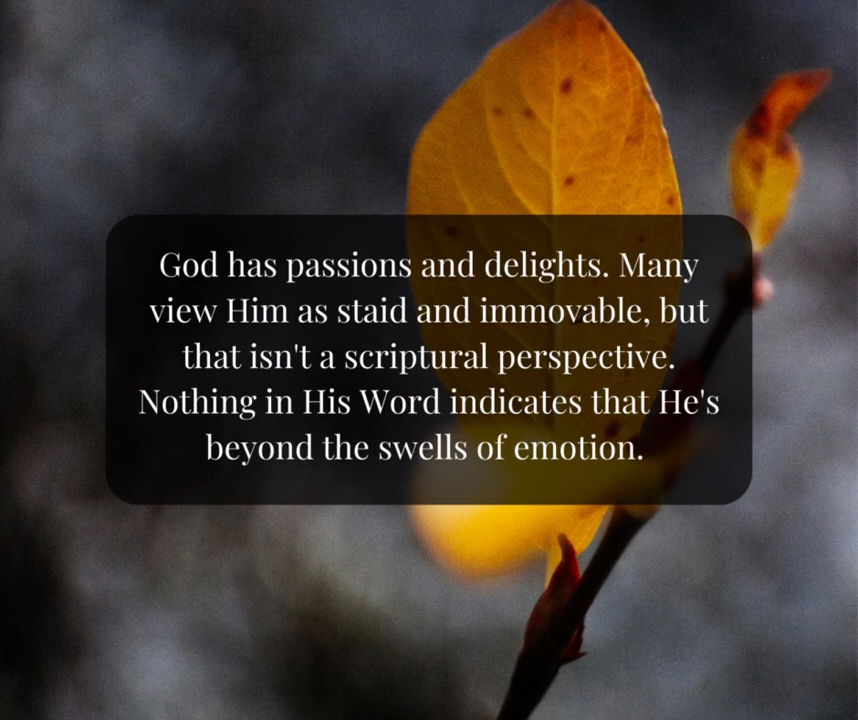 God has passions and delights. Many
view Him as staid and immovable, but
that isn't a scriptural perspective.
Nothing in His Word indicates that He's
beyond the swells of emotion.